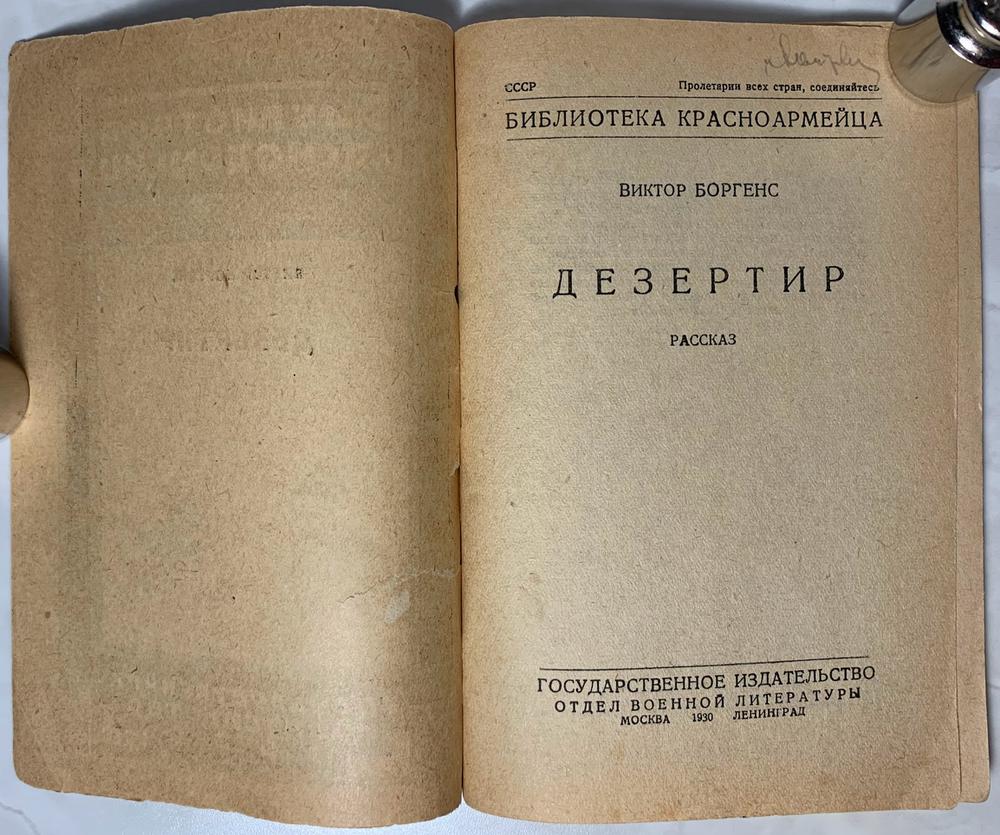 СССР Пролетарии всех стран, соединяйтесь
БИБЛИОТЕКА КРАСНОАРМЕЙЦА
ВИКТОР БОРГЕНС
ДЕЗЕРТИР
РАССКАЗ
ГОСУДАРСТВЕННОЕ ИЗДАТЕЛЬСТВО
ОТДЕЛ ВОЕННОЙ ЛИТЕРАТУРЫ
МОСКВА 1930 ЛЕНИНГРАД